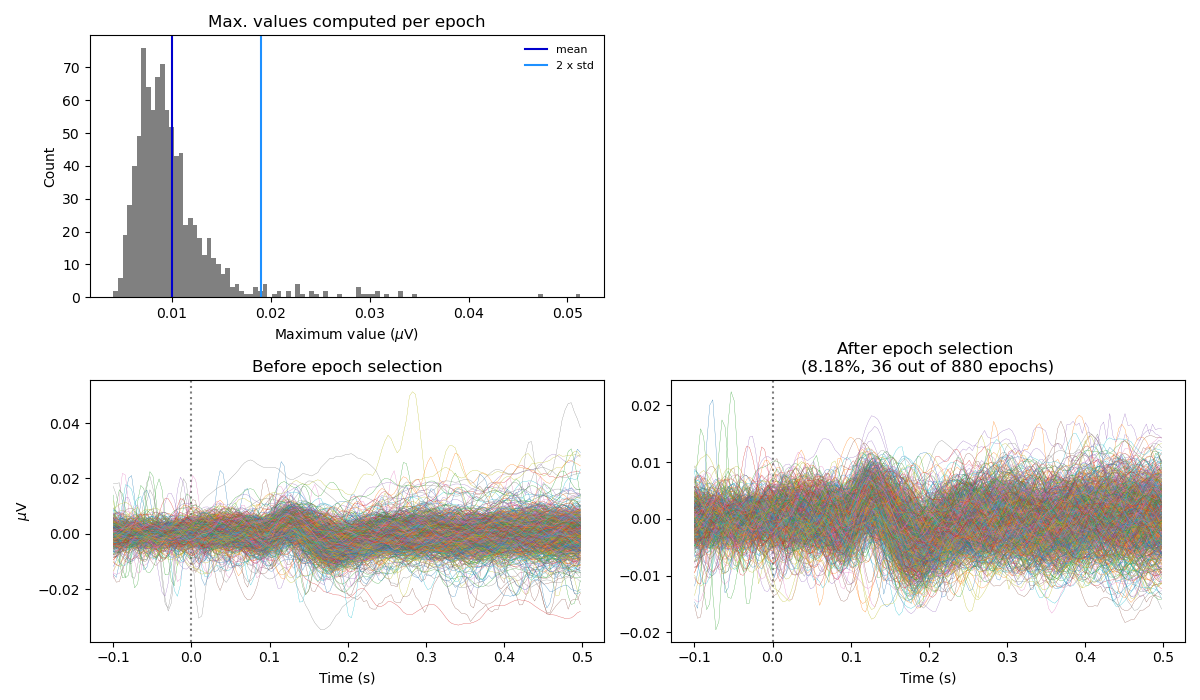 Max. values computed per epoch
mean
2 x std
Count
70
60
50
40
30
20
10
0
0.01 0.02 0.03 0.04 0.05
Maximum value (μV)
Before epoch selection
μV
0.04
0.02
0.00
−0.02
−0.1 0.0 0.1 0.2 0.3 0.4 0.5
Time (s)
After epoch selection
(8.18%, 36 out of 880 epochs)
0.02
0.01
0.00
−0.01
−0.02
−0.1 0.0 0.1 0.2 0.3 0.4 0.5
Time (s)